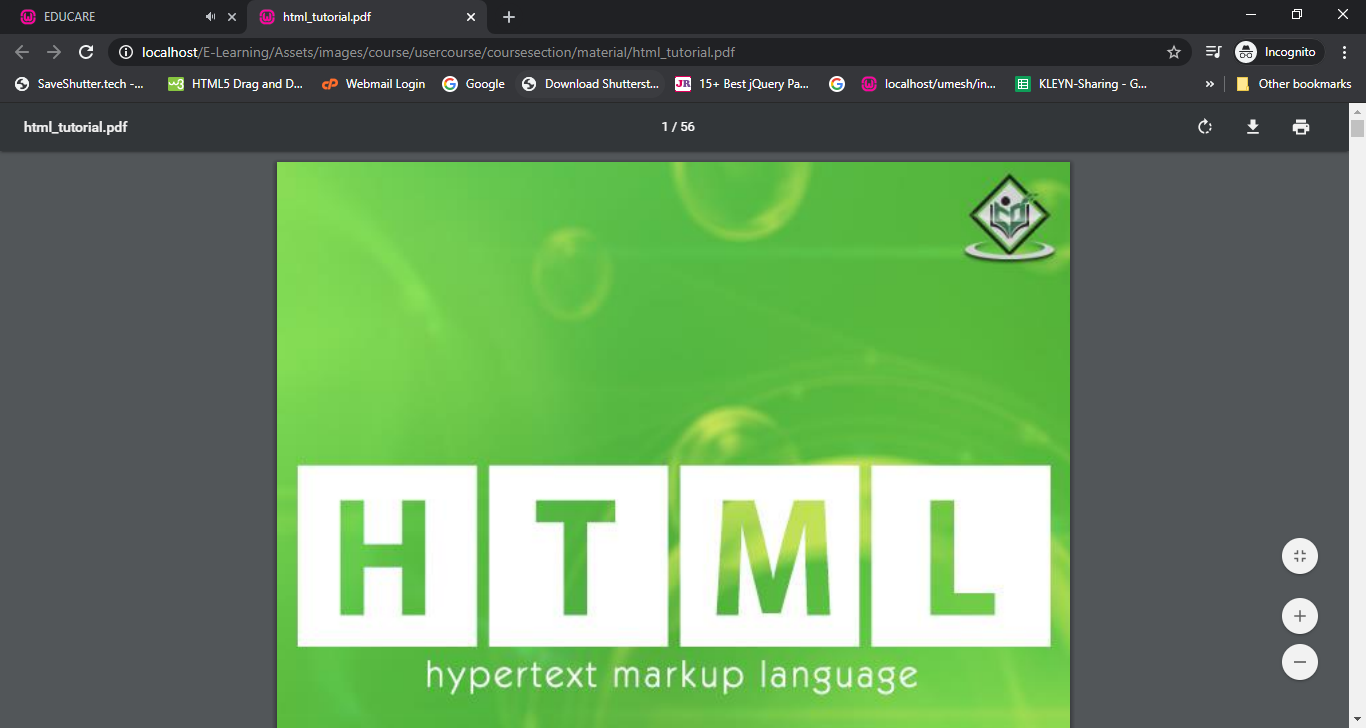 EDUCARE
html_tutorial.pdf
Incognito
localhost/E-Learning/Assets/images/course/usercourse/coursesection/material/html_tutorial.pdf
SaveShutter.tech -...
HTML5 Drag and D...
Webmail Login
Google
Download Shutterst...
JR 15+ Best jQuery Pa...
localhost/umesh/in...
KLEYN-Sharing - G...
»
Other bookmarks
html_tutorial.pdf
1 / 56
HTML
hypertext markup language